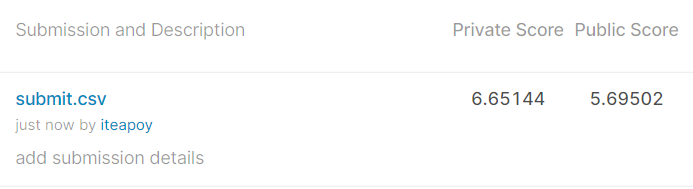 Submission and Description Private Score Public Score
submit.csv 6.65144 5.69502
just now by iteapoy
add submission details